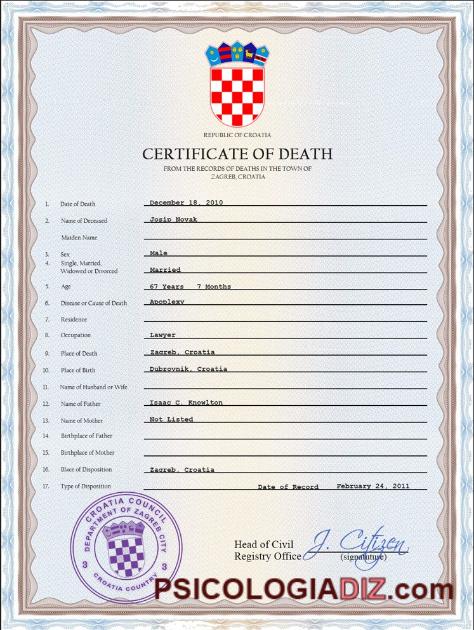 REPUBLIC OF CROATIA
CERTIFICATE OF DEATH
FROM THE RECORDS OF DEATHS IN THE TOWN OF
ZAGREB, CROATIA
1. Date of Death December 18, 2010
2. Name of Deceased Josip Novak
Maiden Name
3. Sex Male
4. Single, Married,
Widowed or Divorced Married
5. Age 67 Years 7 Months
6. Disease or Cause of Death Apoplexy
7. Residence
8. Occupation Lawyer
9. Place of Death Zagreb, Croatia
10. Place of Birth Dubrovnik, Croatia
11. Name of Husband or Wife
12. Name of Father Isaac C. Knowlton
13. Name of Mother Not Listed
14. Birthplace of Father
15. Birthplace of Mother
16. Place of Disposition Zagreb, Croatia
17. Type of Disposition Date of Record February 24, 2011
CROATIA COUNCIL
DEPARTMENT OF ZAGREB CITY
3 3
CROATIA COUNTRY
Head of Civil
Registry Office
J. Citizen
(signatuture)
PSICOLOGIADIZ.com